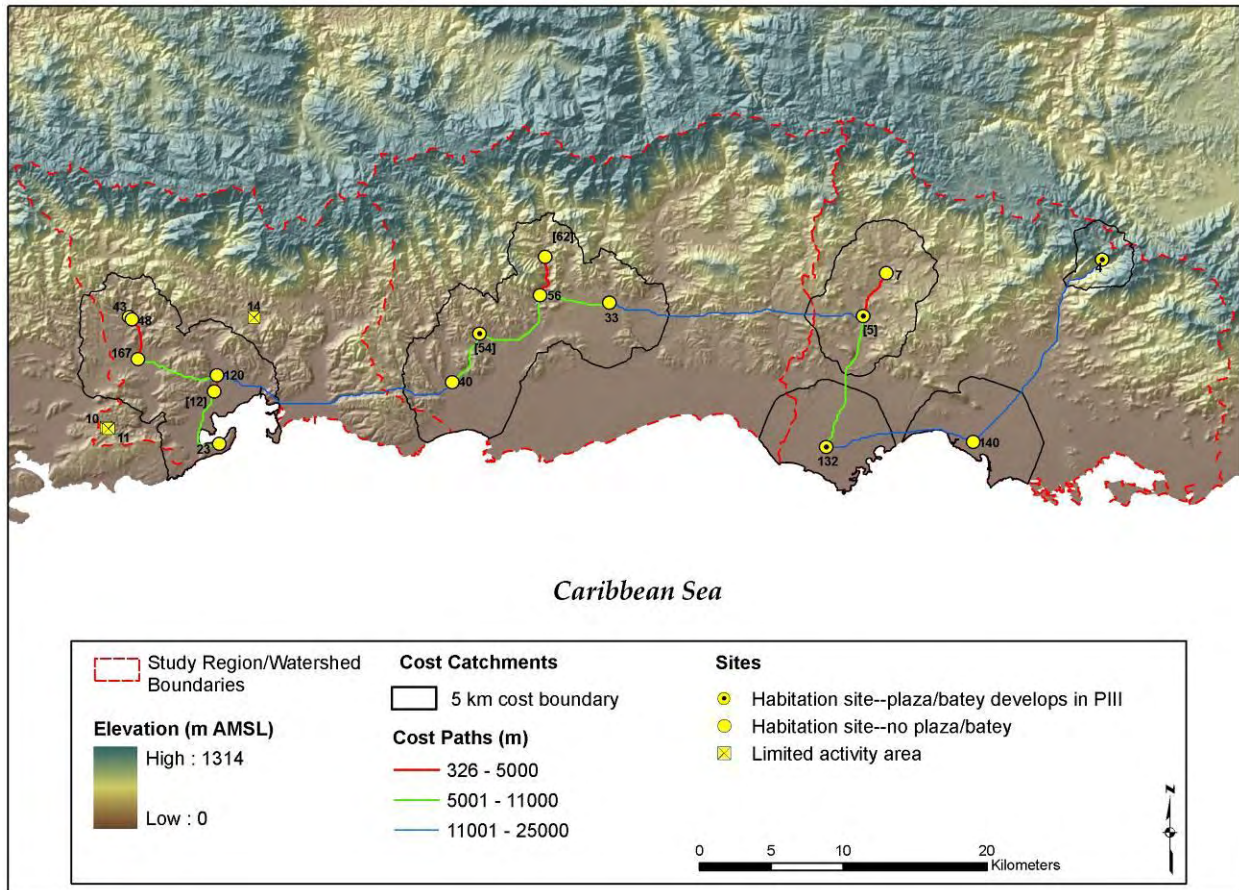 [62]
7
4
43
48
14
56
33
[5]
[54]
167
120
40
[12]
10
11
23
132
140
Caribbean Sea
Study Region/Watershed
Boundaries
Elevation (m AMSL)
High : 1314
Low : 0
Cost Catchments
5 km cost boundary
Cost Paths (m)
326 - 5000
5001 - 11000
11001 - 25000
Sites
Habitation site--plaza/batey develops in PIII
Habitation site--no plaza/batey
Limited activity area
0 5 10 20
Kilometers
N